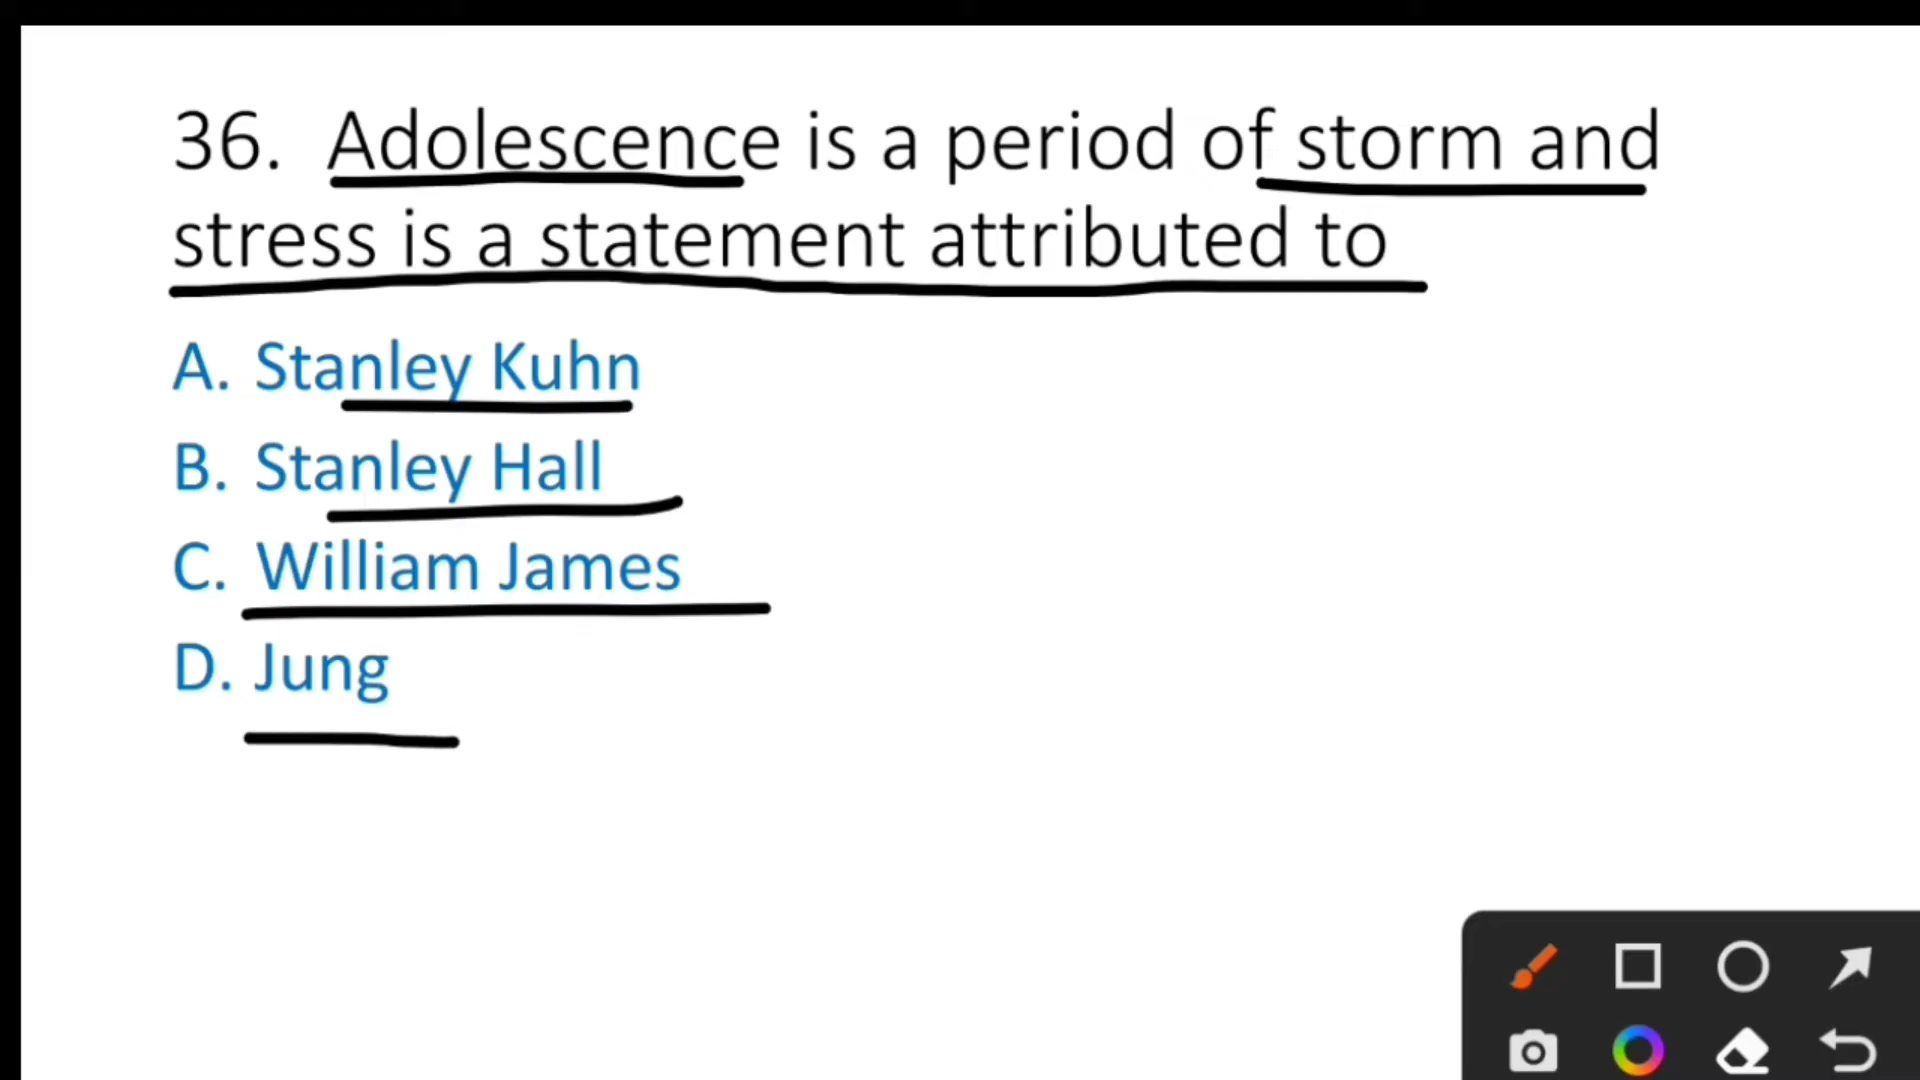 36. Adolescence is a period of storm and
stress is a statement attributed to
A. Stanley Kuhn
B. Stanley Hall
C. William James
D. Jung